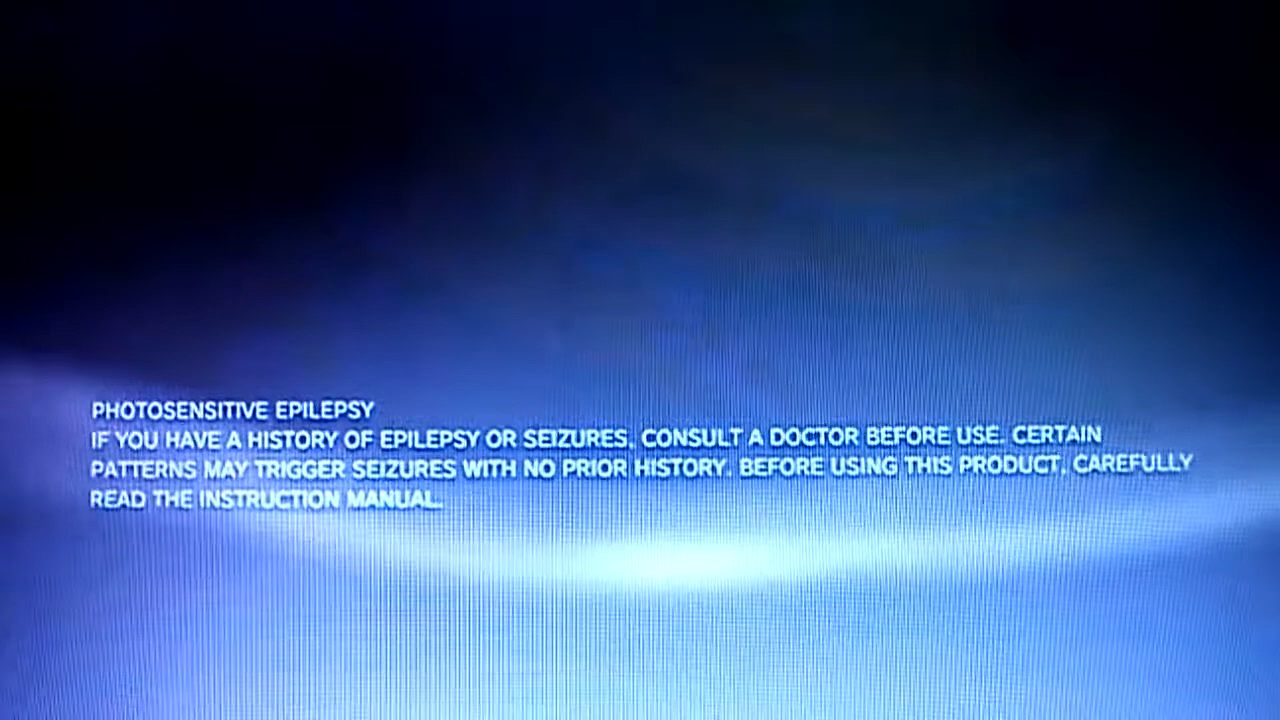 PHOTOSENSITIVE EPILEPSY
IF YOU HAVE A HISTORY OF EPILEPSY OR SEIZURES, CONSULT A DOCTOR BEFORE USE. CERTAIN
PATTERNS MAY TRIGGER SEIZURES WITH NO PRIOR HISTORY. BEFORE USING THIS PRODUCT, CAREFULLY
READ THE INSTRUCTION MANUAL.